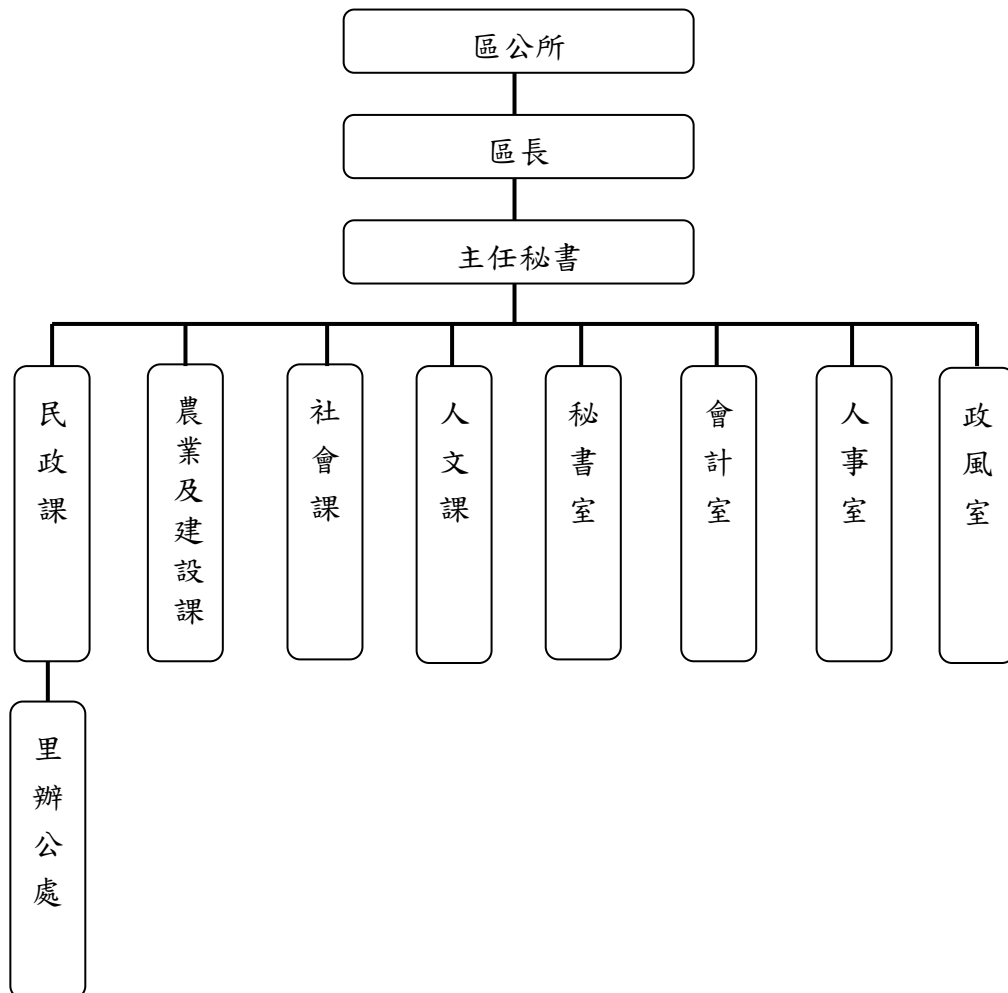 區公所
區長
主任秘書
民政課
農業及建設課
社會課
人文課
秘書室
會計室
人事室
政風室
里辦公處